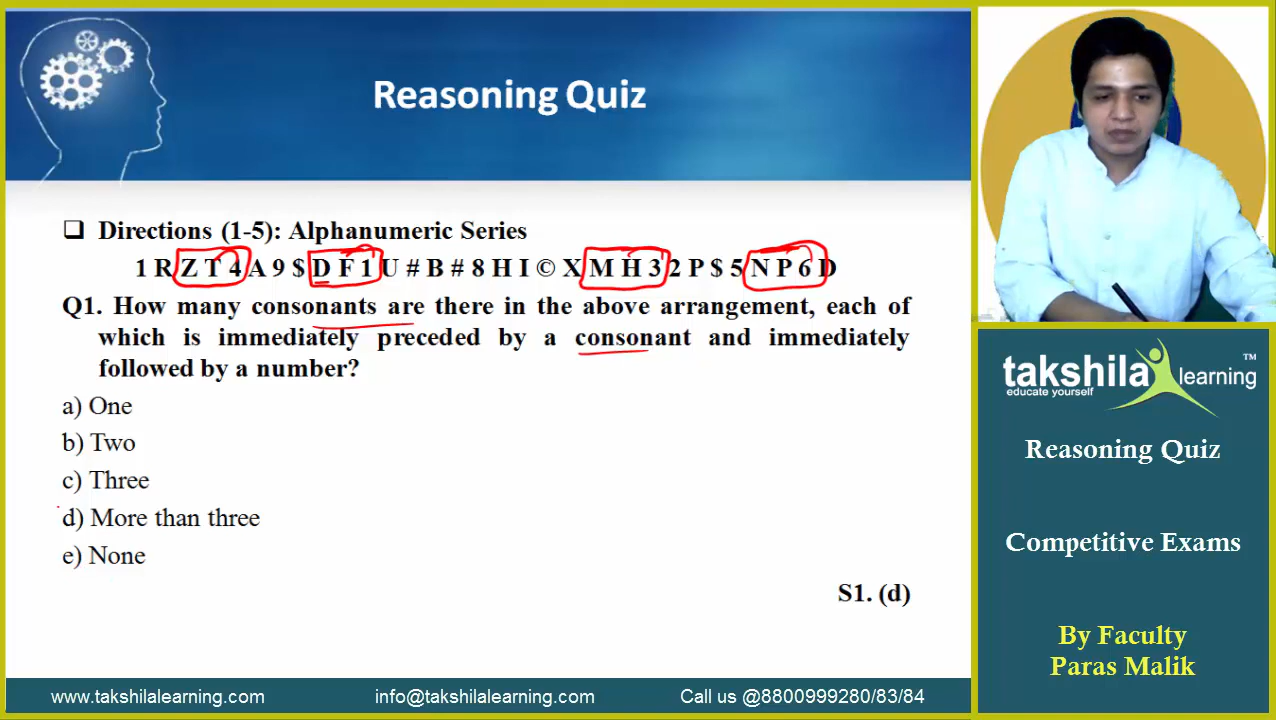 Reasoning Quiz
❑ Directions (1-5): Alphanumeric Series
1 R Z T 4 A 9 $ D F 1 U # B # 8 H I © X M H 3 2 P $ 5 N P 6 D
Q1. How many consonants are there in the above arrangement, each of
which is immediately preceded by a consonant and immediately
followed by a number?
a) One
b) Two
c) Three
d) More than three
e) None
S1. (d)
www.takshilalearning.com info@takshilalearning.com Call us @8800999280/83/84
takshila learning ™
educate yourself
Reasoning Quiz
Competitive Exams
By Faculty
Paras Malik